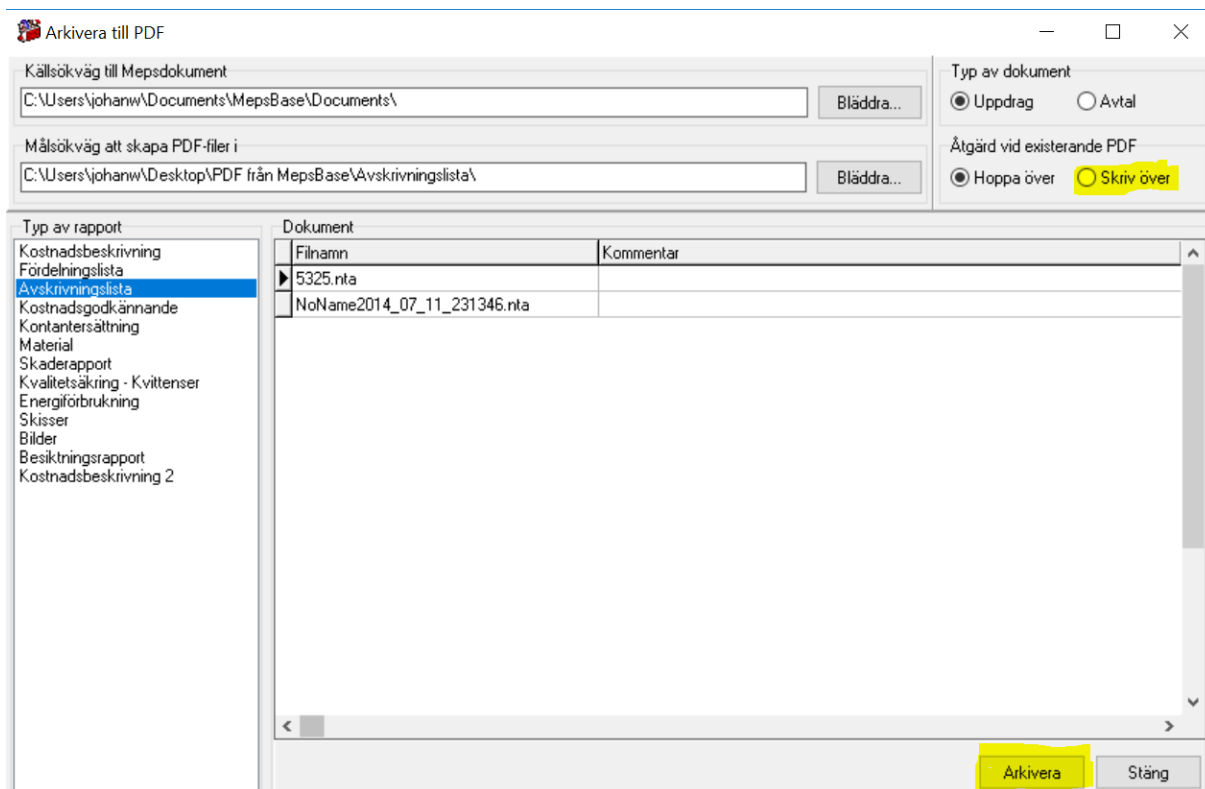 Arkivera till PDF
Källsökväg till Mepsdokument
C:\Users\johanw\Documents\MepsBase\Documents\
Bläddra...
Målsökväg att skapa PDF-filer i
C:\Users\johanw\Desktop\PDF från MepsBase\Avskrivningslista\
Bläddra...
Typ av dokument
Uppdrag Avtal
Åtgärd vid existerande PDF
Hoppa över Skriv över
Typ av rapport
Kostnadsbeskrivning
Fördelningslista
Avskrivningslista
Kostnadsgodkännande
Kontantersättning
Material
Skaderapport
Kvalitetsäkring - Kvittenser
Energiförbrukning
Skisser
Bilder
Besiktningsrapport
Kostnadsbeskrivning 2
Dokument
Filnamn Kommentar
5325.nta
NoName2014_07_11_231346.nta
Arkivera Stäng